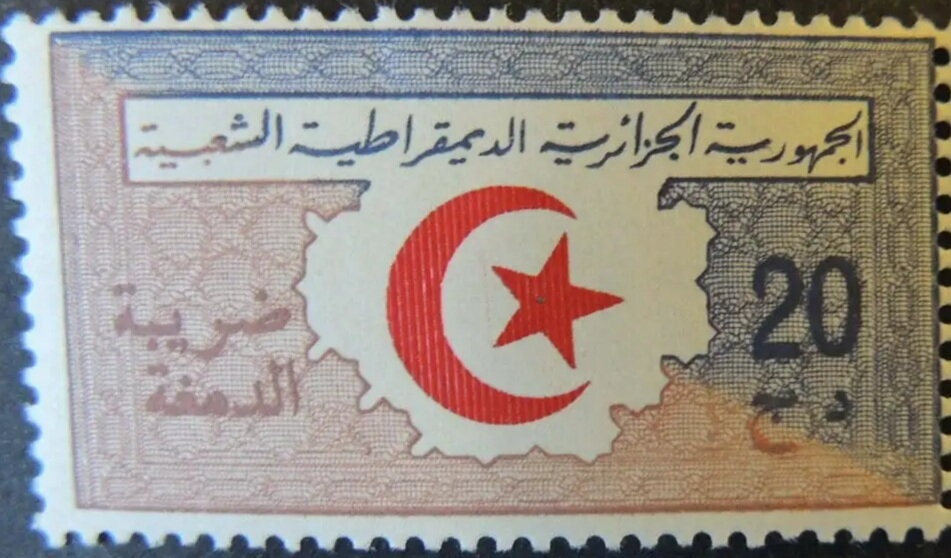 الجمهورية الجزائرية الديمقراطية الشعبية
20
د ج
ضريبة
الدمغة